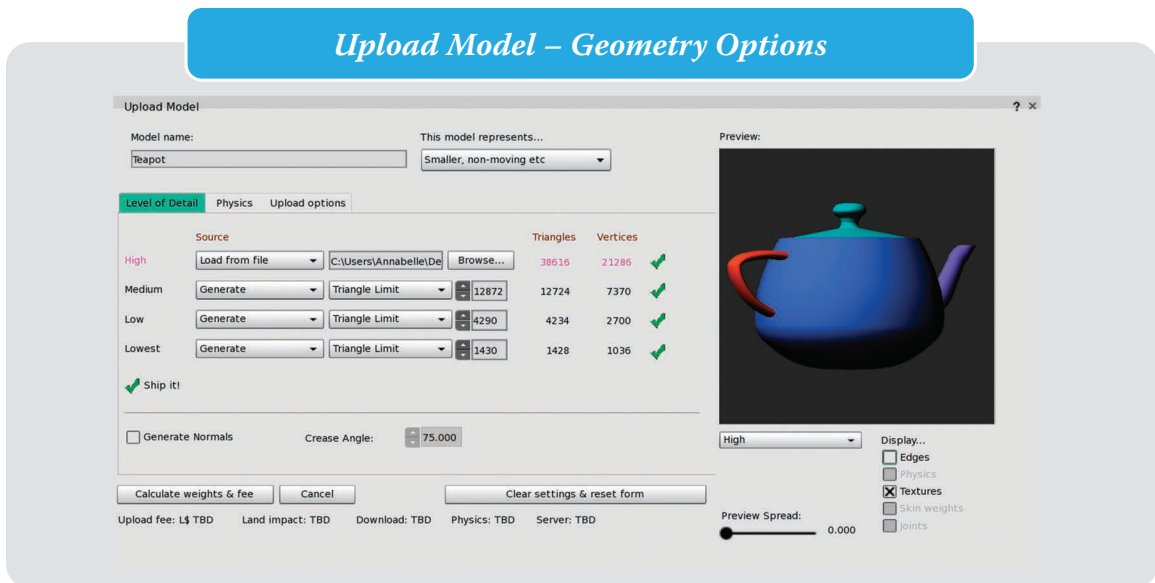 Upload Model – Geometry Options
Upload Model ? ×
Model name: This model represents... Preview:
Teapot Smaller, non-moving etc
Level of Detail Physics Upload options
Source Triangles Vertices
High Load from file C:\Users\Annabelle\De Browse... 38616 21286
Medium Generate Triangle Limit 12872 12724 7370
Low Generate Triangle Limit 4290 4234 2700
Lowest Generate Triangle Limit 1430 1428 1036
Ship it!
Generate Normals Crease Angle: 75.000
High Display...
Edges
Physics
Textures
Skin weights
Joints
Calculate weights & fee Cancel Clear settings & reset form
Upload fee: L$ TBD Land impact: TBD Download: TBD Physics: TBD Server: TBD
Preview Spread:
0.000